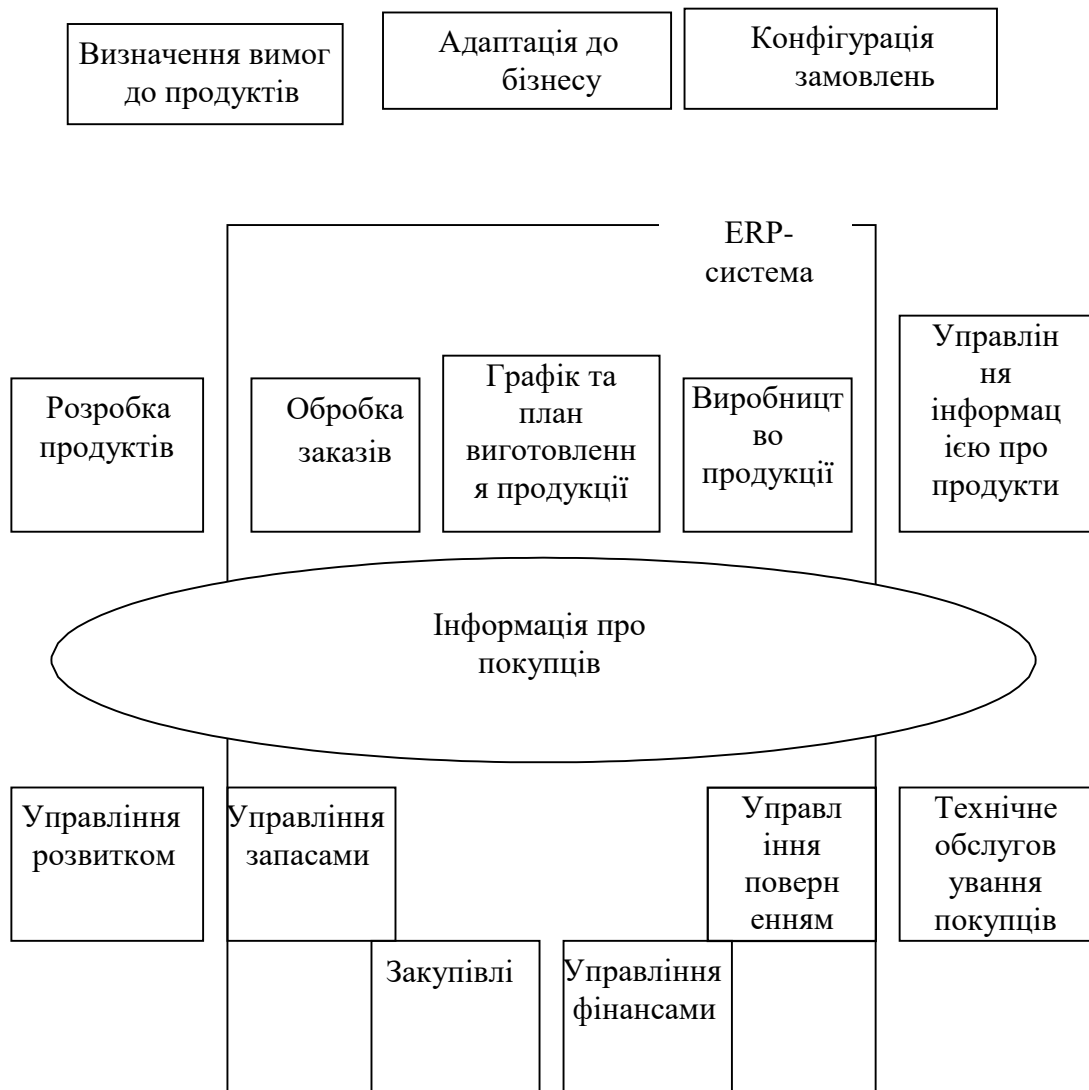 Визначення вимог
до продуктів
Адаптація до
бізнесу
Конфігурація
замовлень
ERP-
система
Розробка
продуктів
Обробка
заказів
Графік та
план
виготовленн
я продукції
Виробницт
во
продукції
Управлін
ня
інформац
ією про
продукти
Інформація про
покупців
Управління
розвитком
Управління
запасами
Управл
іння
поверн
енням
Технічне
обслугов
ування
покупців
Закупівлі
Управління
фінансами